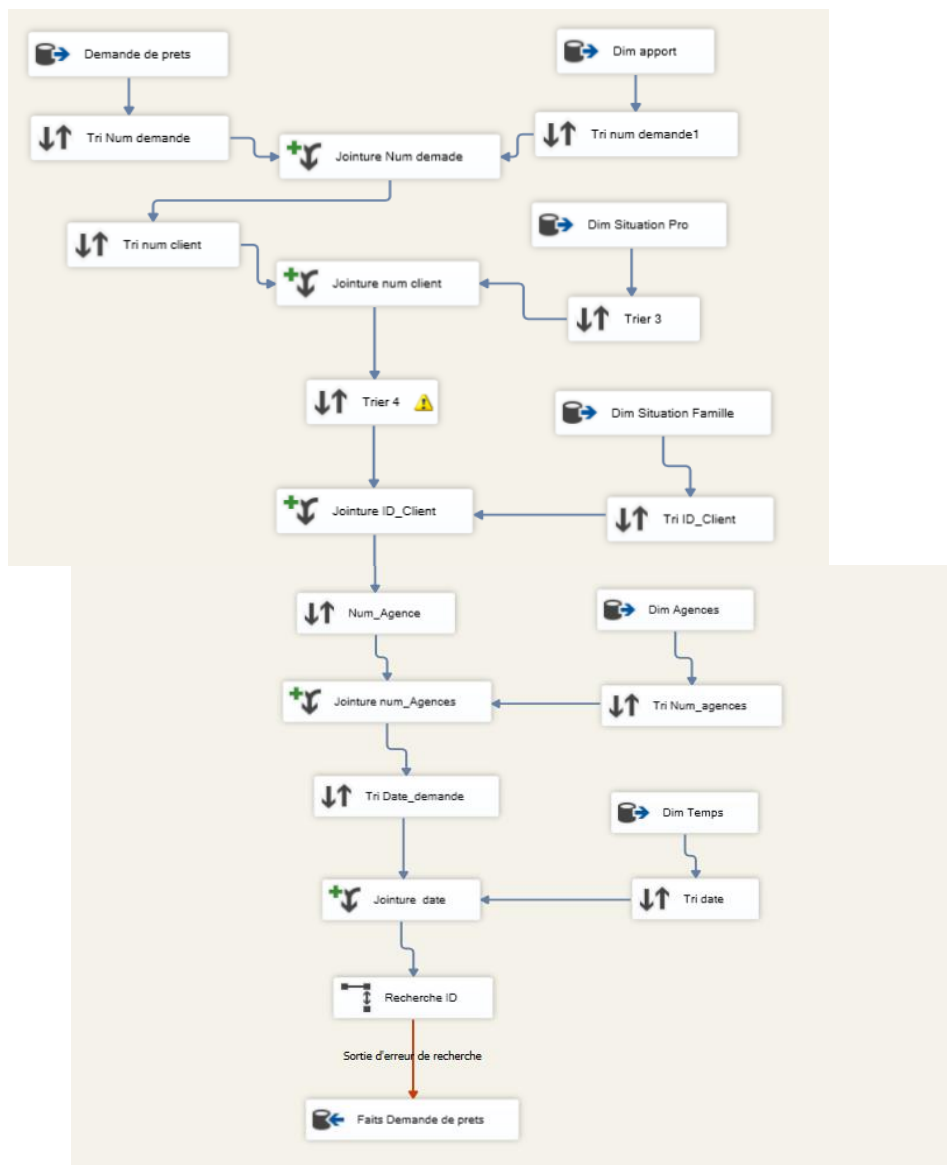 Demande de prets
Dim apport
Tri Num demande
Tri num demande1
Jointure Num demade
Tri num client
Dim Situation Pro
Jointure num client
Trier 3
Trier 4
Dim Situation Famille
Jointure ID_Client
Tri ID_Client
Num_Agence
Dim Agences
Jointure num_Agences
Tri Num_agences
Tri Date_demande
Dim Temps
Jointure date
Tri date
Recherche ID
Sortie d'erreur de recherche
Faits Demande de prets